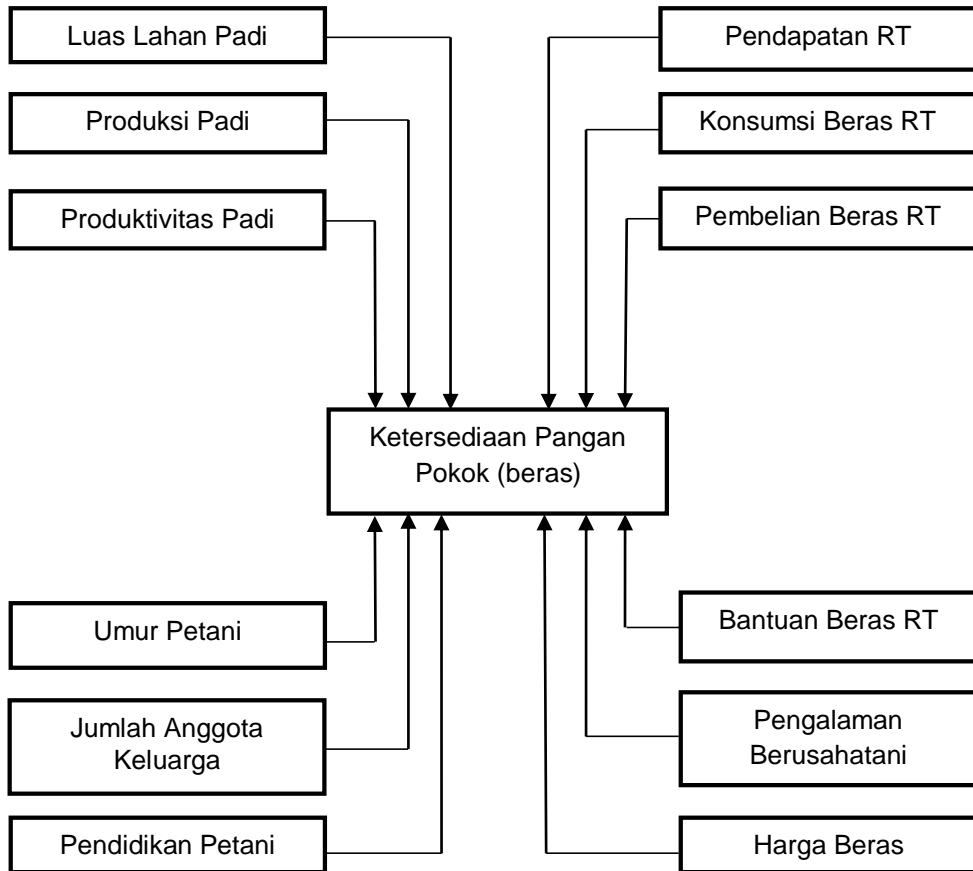 Luas Lahan Padi
Pendapatan RT
Produksi Padi
Konsumsi Beras RT
Produktivitas Padi
Pembelian Beras RT
Ketersediaan Pangan
Pokok (beras)
Umur Petani
Bantuan Beras RT
Jumlah Anggota
Keluarga
Pengalaman
Berusahatani
Pendidikan Petani
Harga Beras